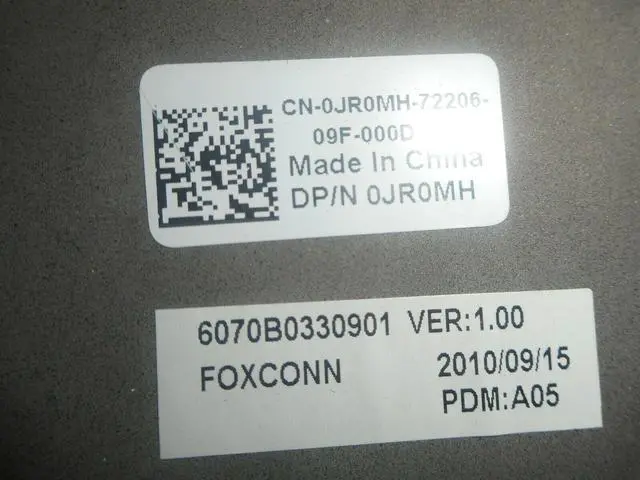 CN-0JR0MH-72206-
09F-000D
Made In China
DP/N 0JR0MH
6070B0330901 VER:1.00
FOXCONN 2010/09/15
PDM:A05